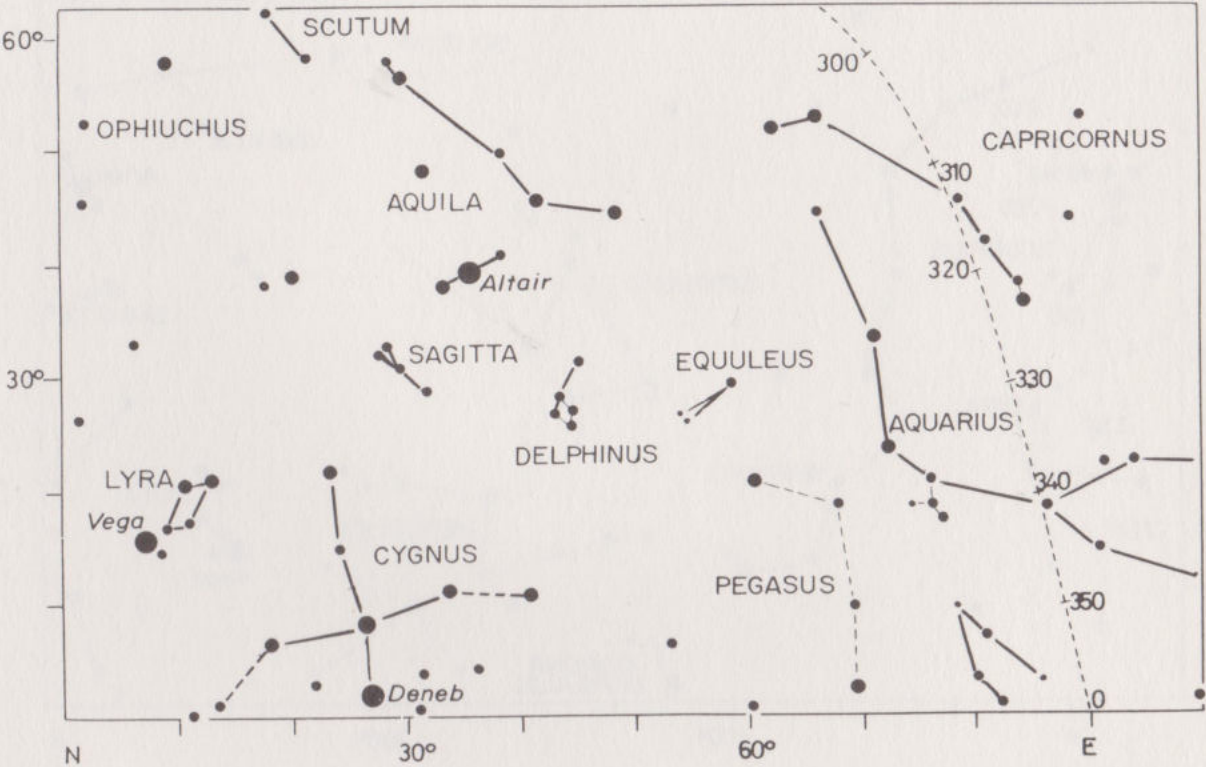 SCUTUM
60°
300
OPHIUCHUS
CAPRICORNUS
310
AQUILA
320
Altair
SAGITTA
EQUULEUS
30°
330
AQUARIUS
DELPHINUS
LYRA
340
Vega
CYGNUS
PEGASUS
350
Deneb
0
N
30°
60°
E